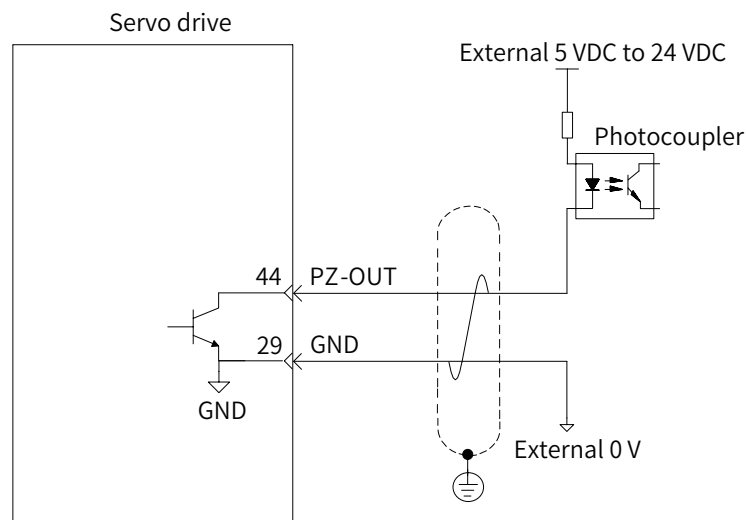 Servo drive
External 5 VDC to 24 VDC
Photocoupler
44 PZ-OUT
29 GND
GND
External 0 V